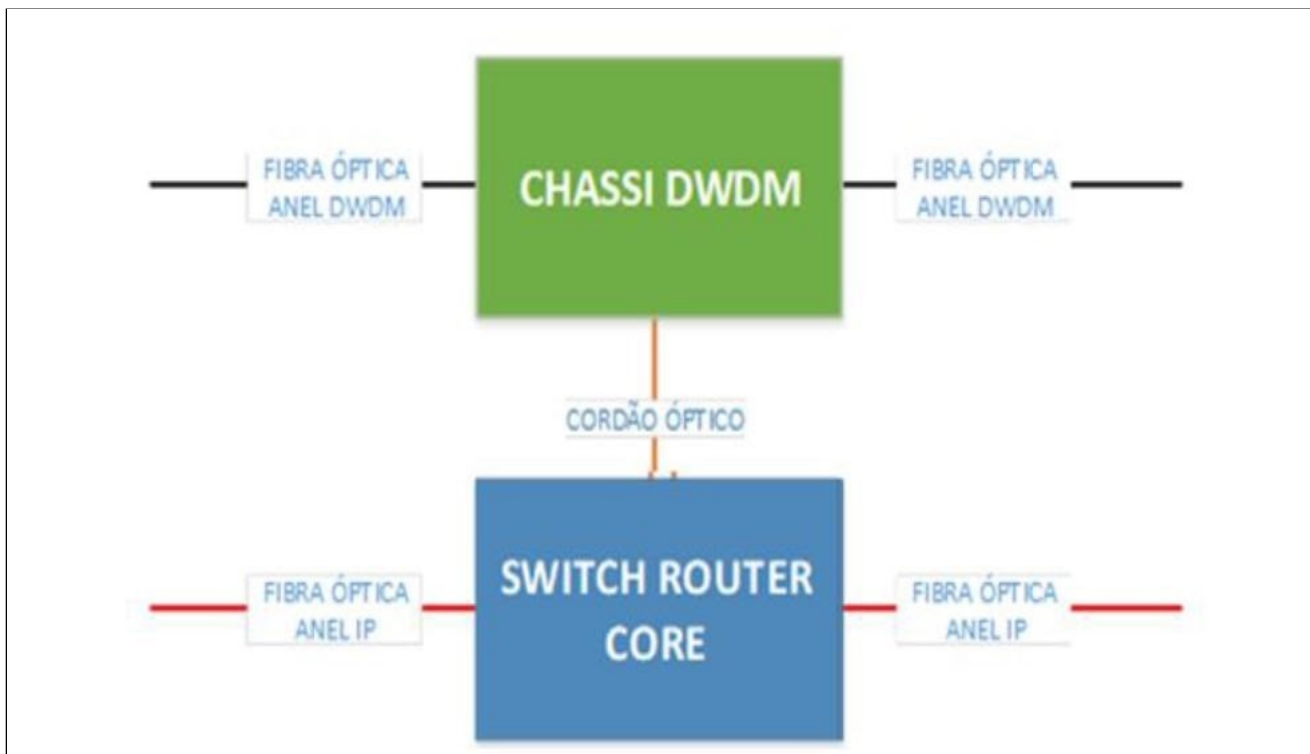 FIBRA ÓPTICA
ANEL DWDM
CHASSI DWDM
FIBRA ÓPTICA
ANEL DWDM
CORDÃO ÓPTICO
FIBRA ÓPTICA
ANEL IP
SWITCH ROUTER
CORE
FIBRA ÓPTICA
ANEL IP